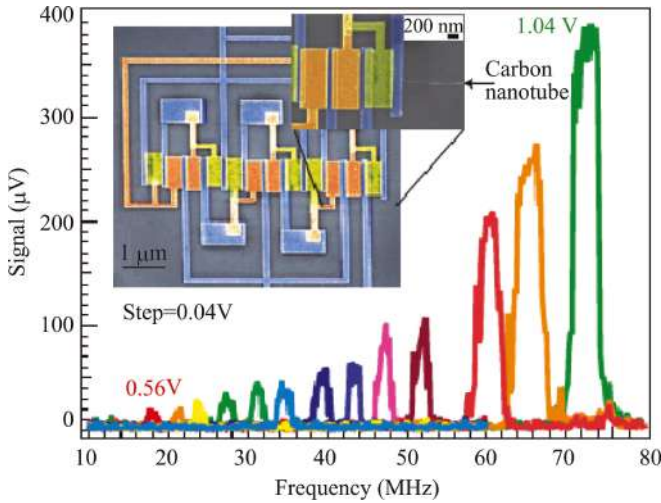 400
300
200
100
0
Signal (μV)
200 nm
Carbon
nanotube
1 μm
Step=0.04V
0.56V
1.04 V
10 20 30 40 50 60 70 80
Frequency (MHz)